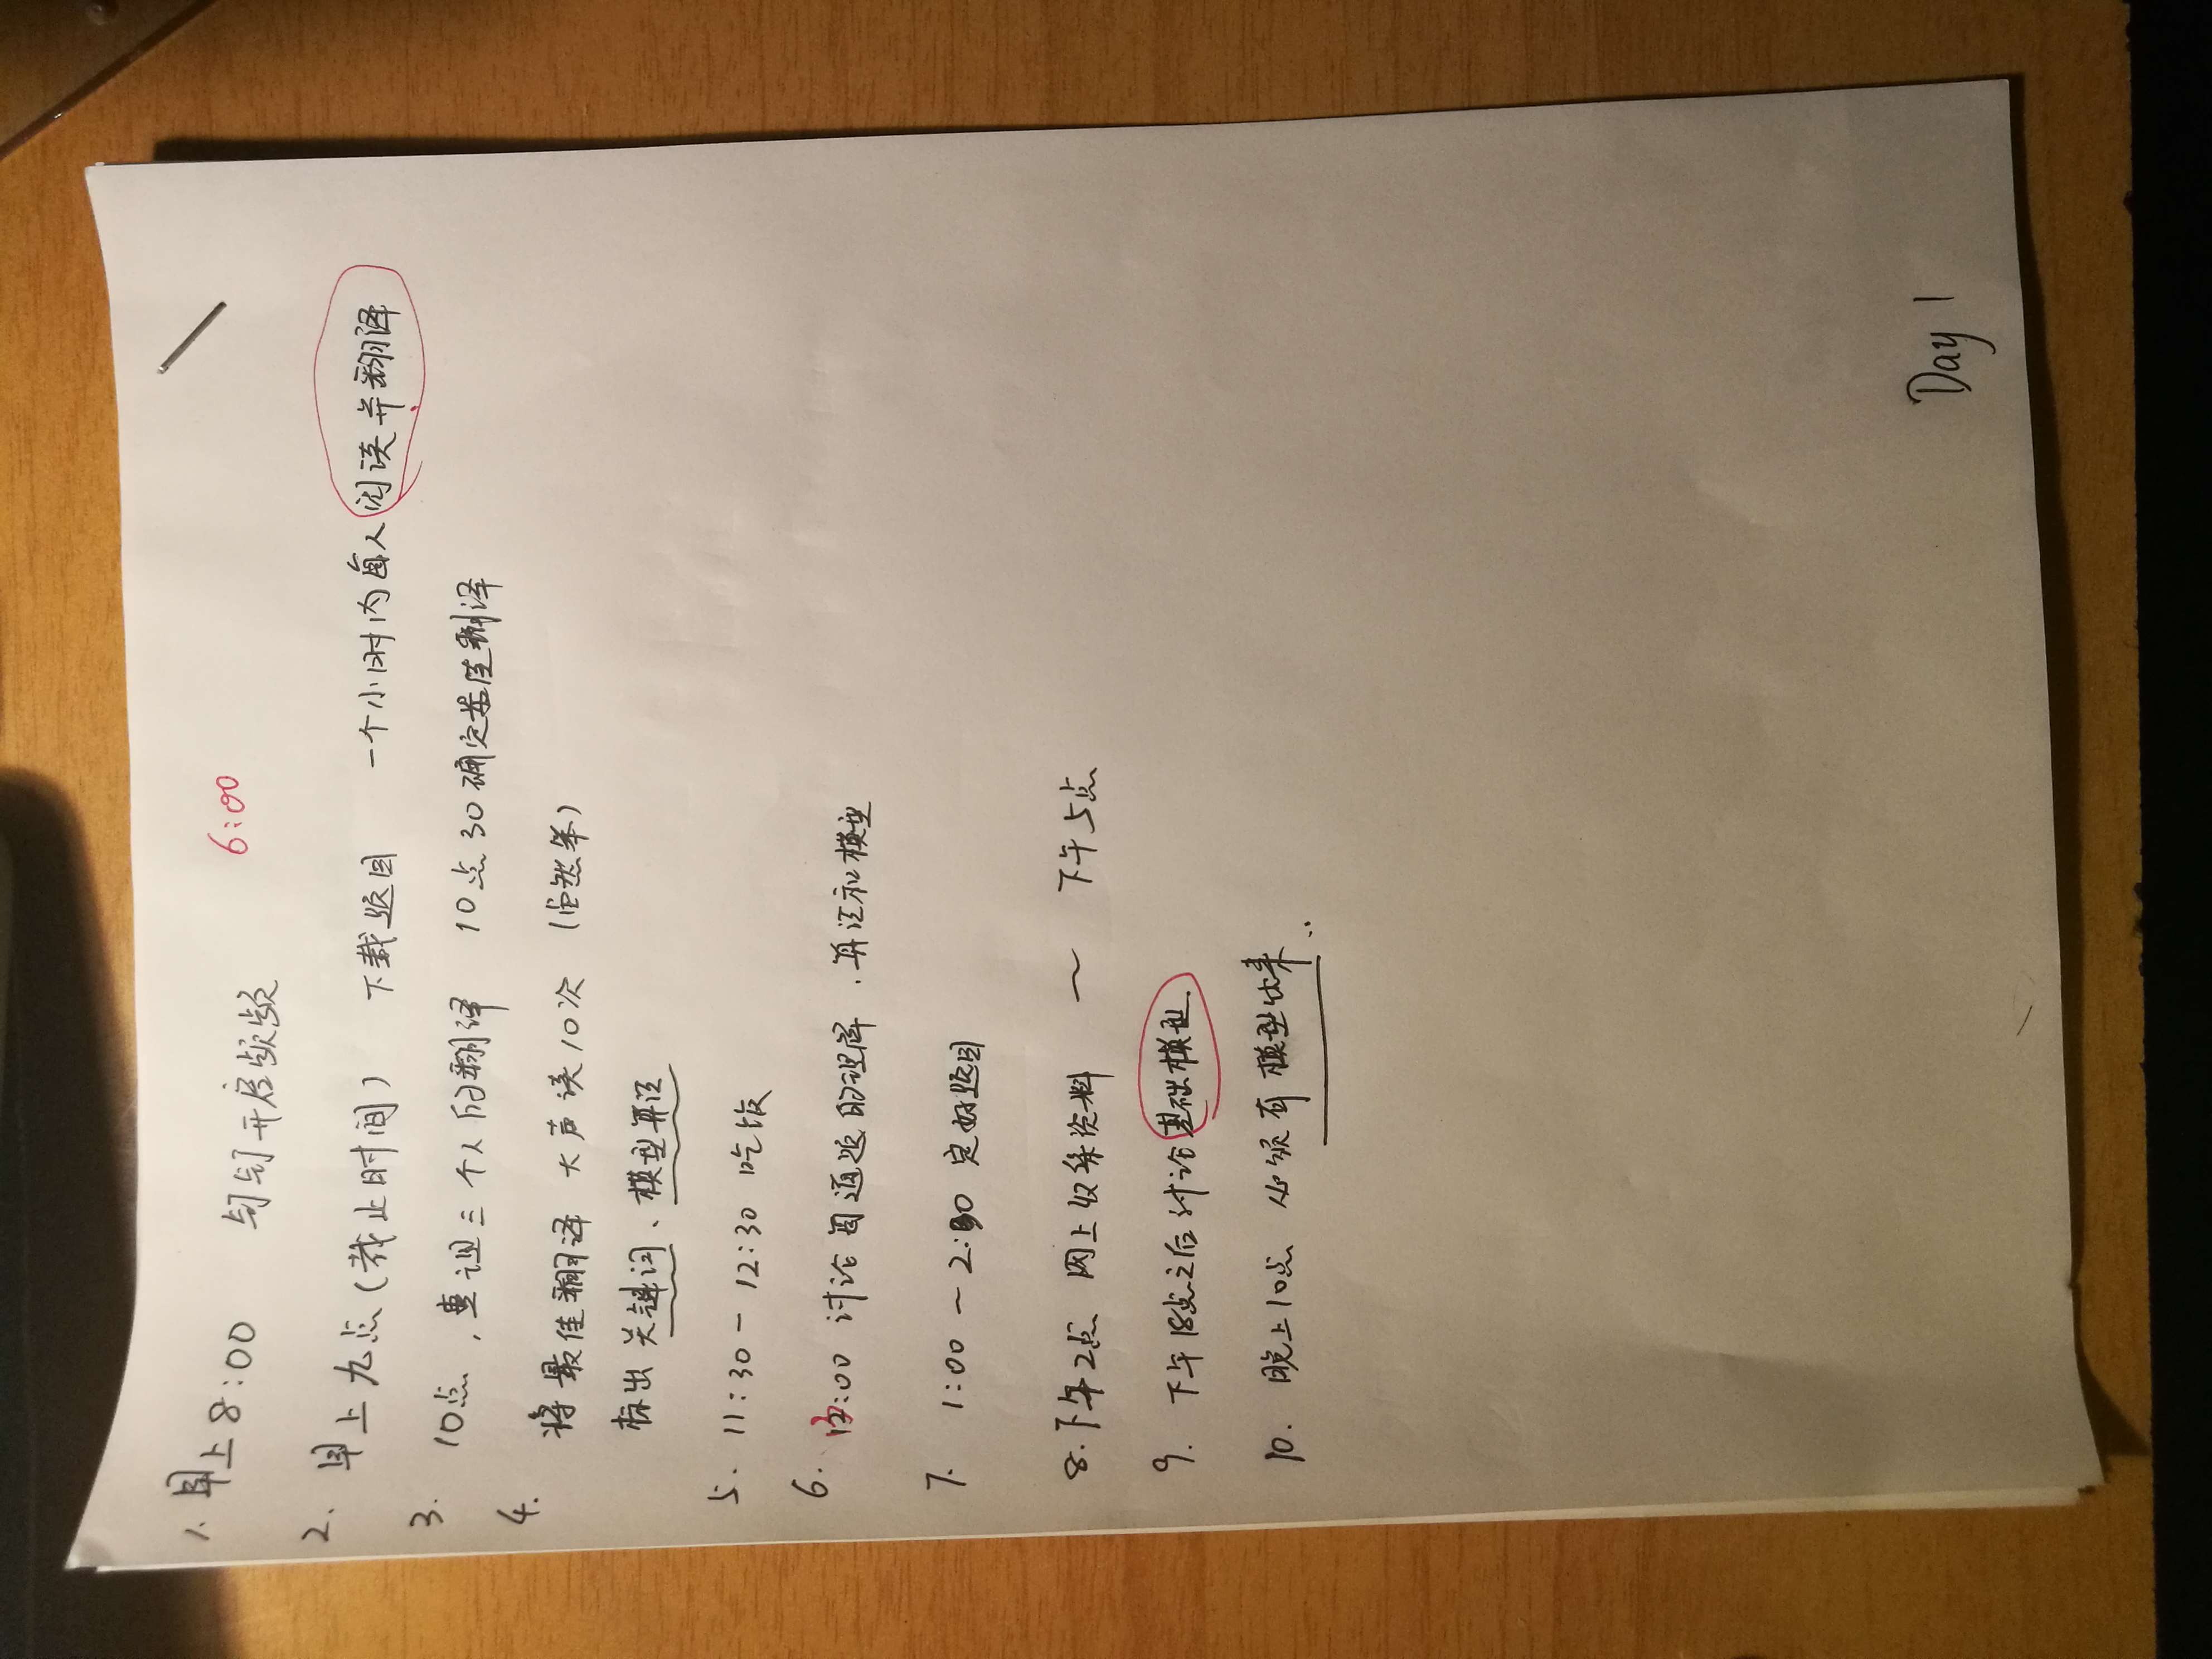 1. 早上8:00 钉钉开启频频 6:00
2. 早上九点(截止时间) 下载题目 一个小时内每人阅读并翻译
3. 10点,查证三个人的翻译 10点30确定最佳翻译
4. 将最佳翻译大声读10次 (虽然笨)
标出关键词、模型算法
5. 11:30-12:30 吃饭
6. 13:00 讨论每道题的理解、算法和模型
7. 1:00~2:30 定好题目
8. 下午2点 网上收集资料 ~ 下午5点
9. 下午18点之后讨论基础模型.
10. 晚上10点 必须有模型出来..
Day 1